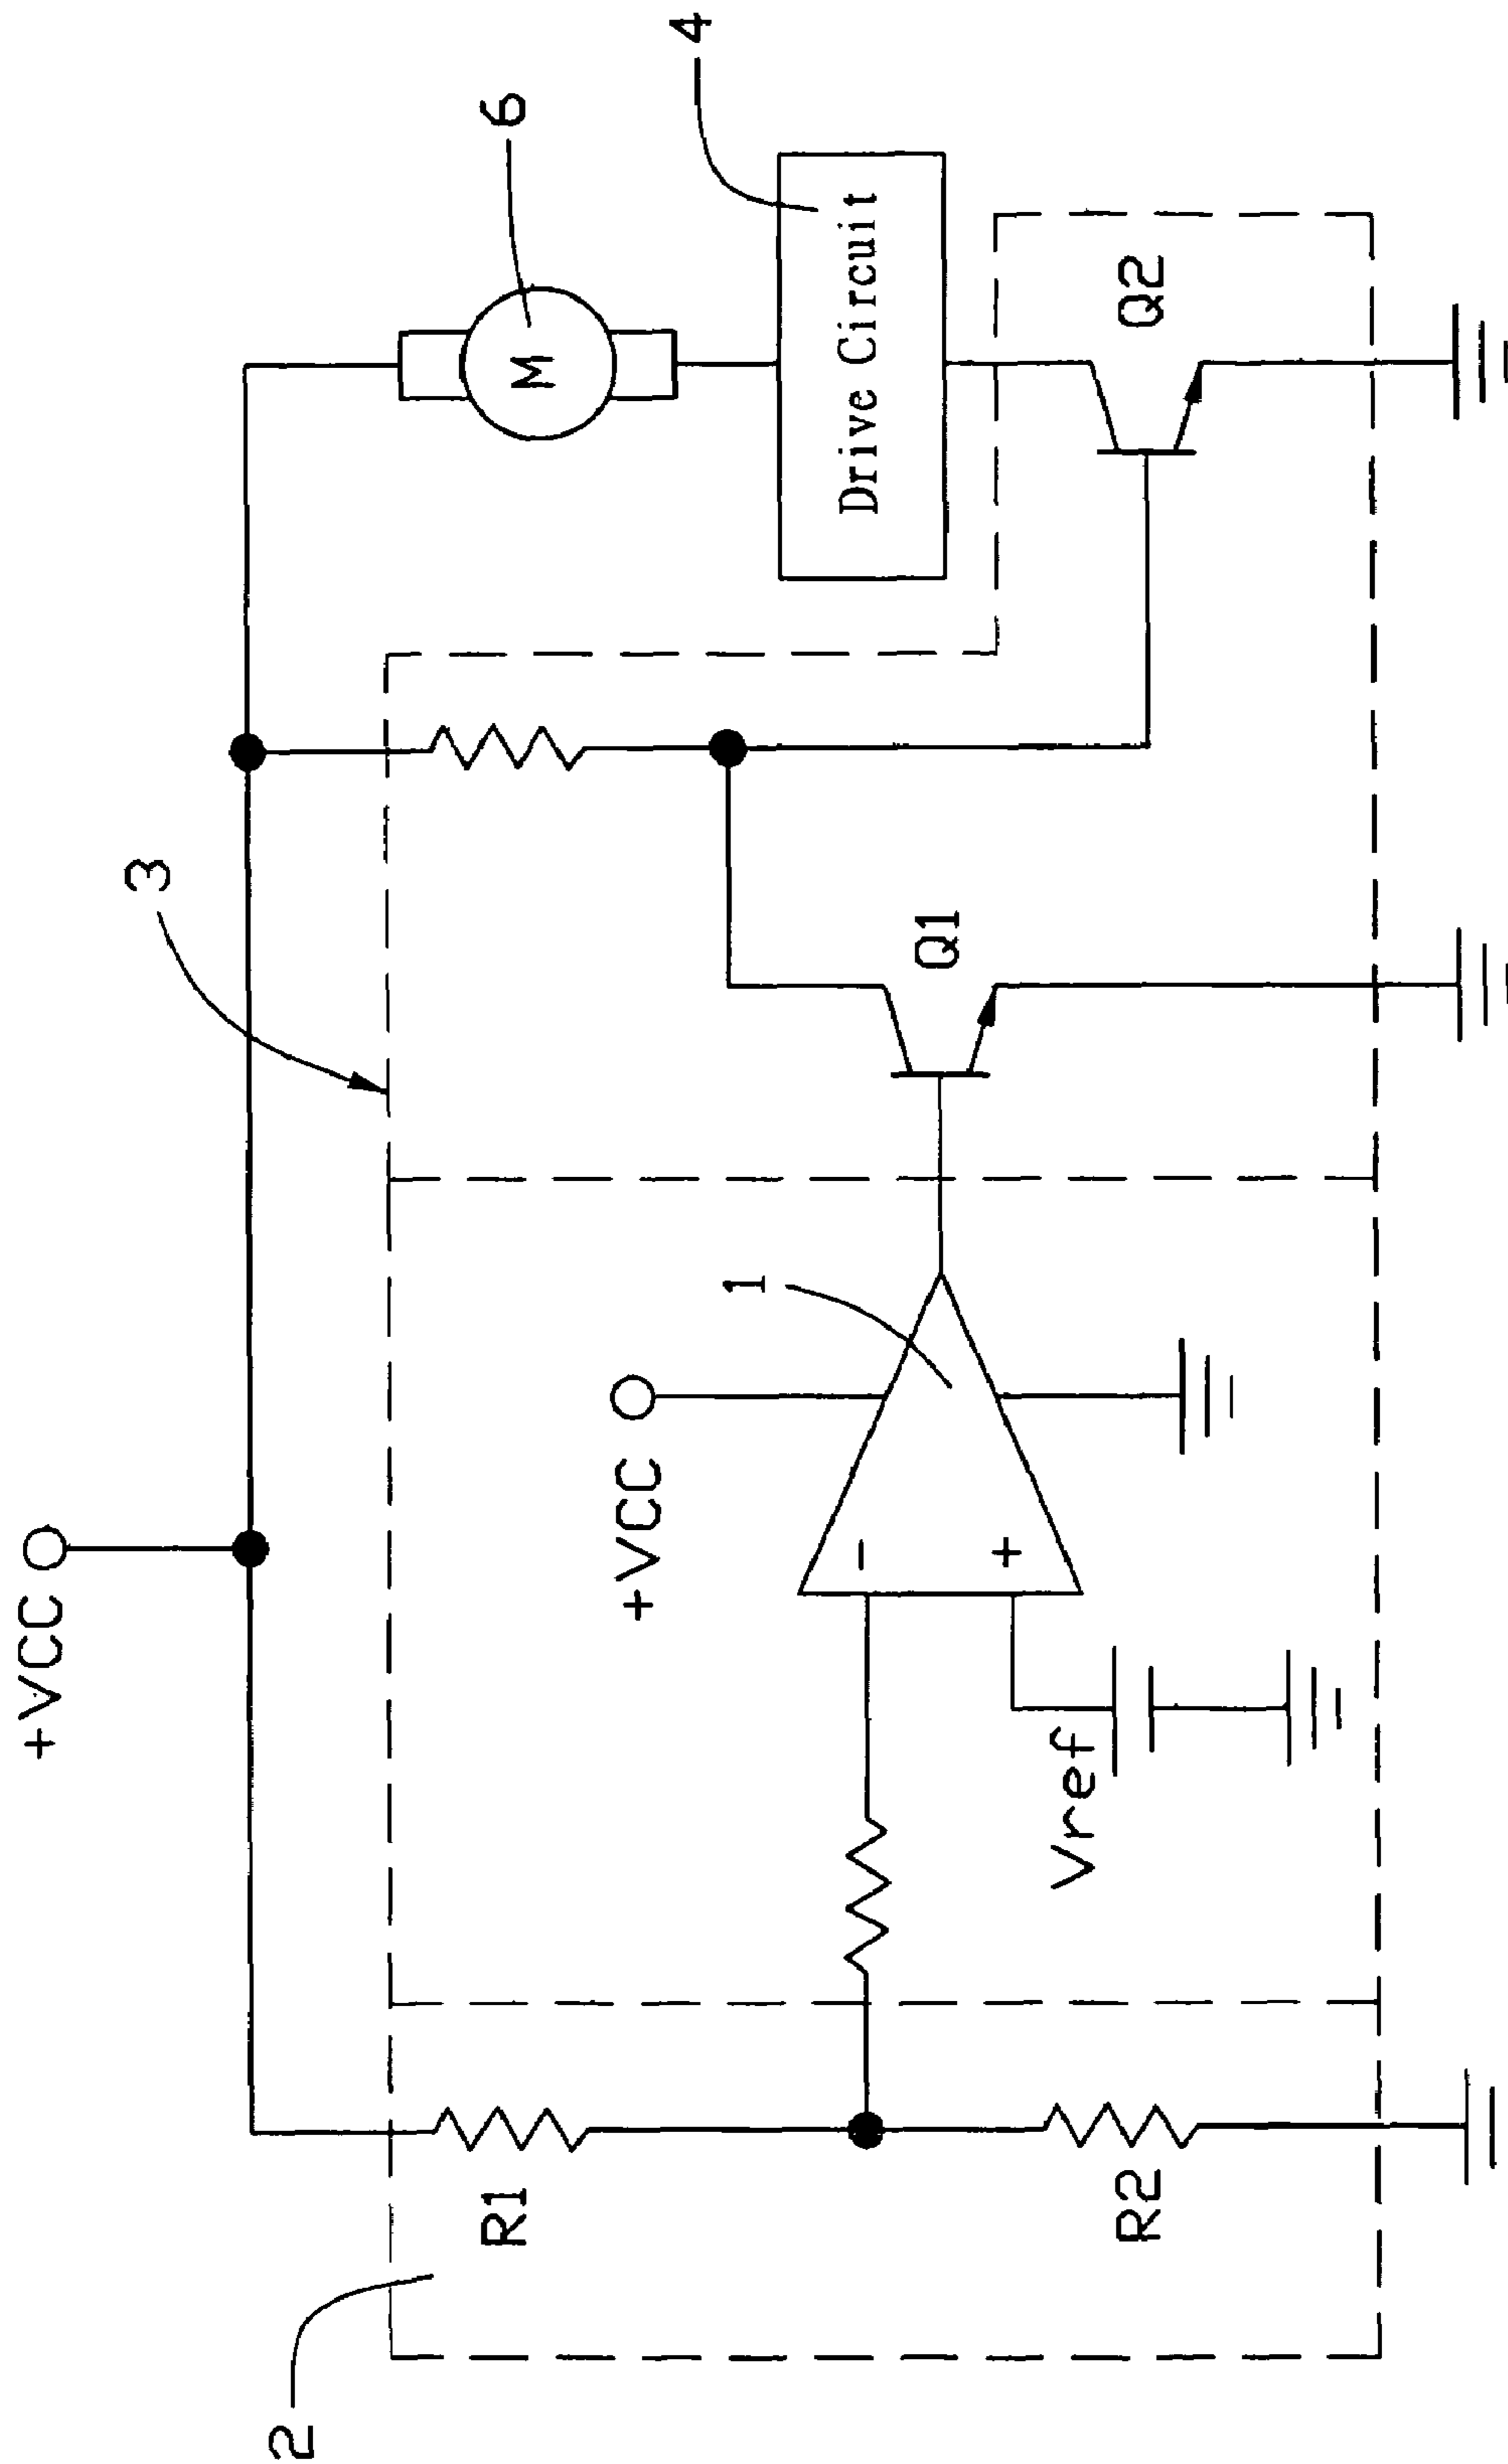 +VCC
3
2
6
R1
M
+VCC
4
1
-
Drive Circuit
Q1
+
Vref
R2
Q2